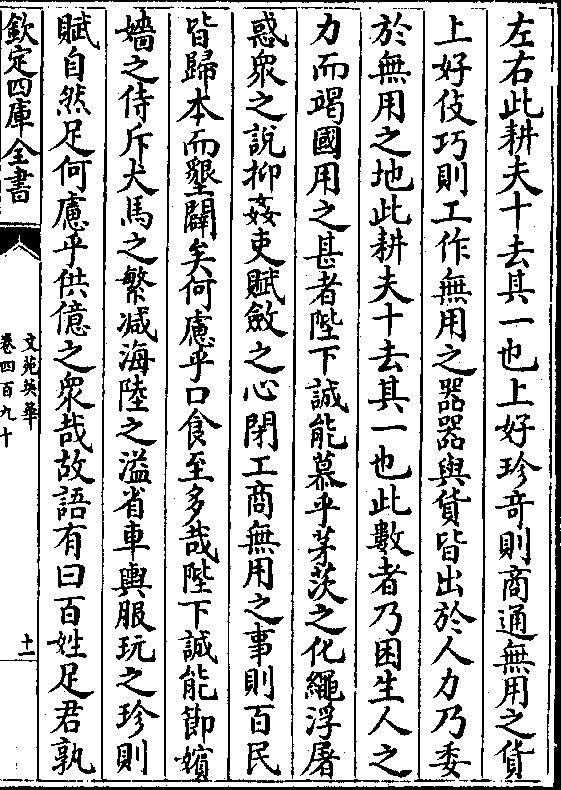 左右此耕夫十去其一也上好珍竒則商通無用之貨
上好伎巧則工作無用之器器與貨皆出於人力乃委
於無用之地此耕夫十去其一也此數者乃困生人之
力而竭國用之甚者陛下誠能慕乎茅茨之化繩浮屠
惑衆之說抑姦吏賦斂之心閉工商無用之事則百民
皆歸本而墾闢矣何慮乎口食至多哉陛下誠能節嬪
嬙之侍斥犬馬之繁减海陸之溢省車輿服玩之珍則
賦自然足何慮乎供億之衆哉故語有曰百姓足君孰
欽定四庫全書
文苑英華
卷四百九十
十一